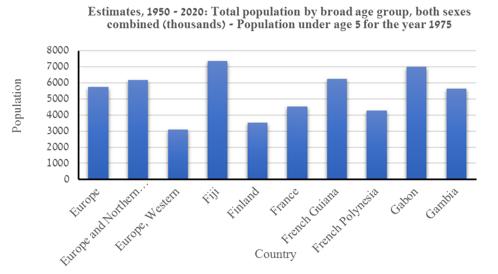 Estimates, 1950 - 2020: Total population by broad age group, both sexes
combined (thousands) - Population under age 5 for the year 1975
8000
7000
6000
5000
4000
3000
2000
1000
0
Population
Europe
Europe and Northern…
Europe, Western
Fiji
Finland
France
French Guiana
French Polynesia
Gabon
Gambia
Country